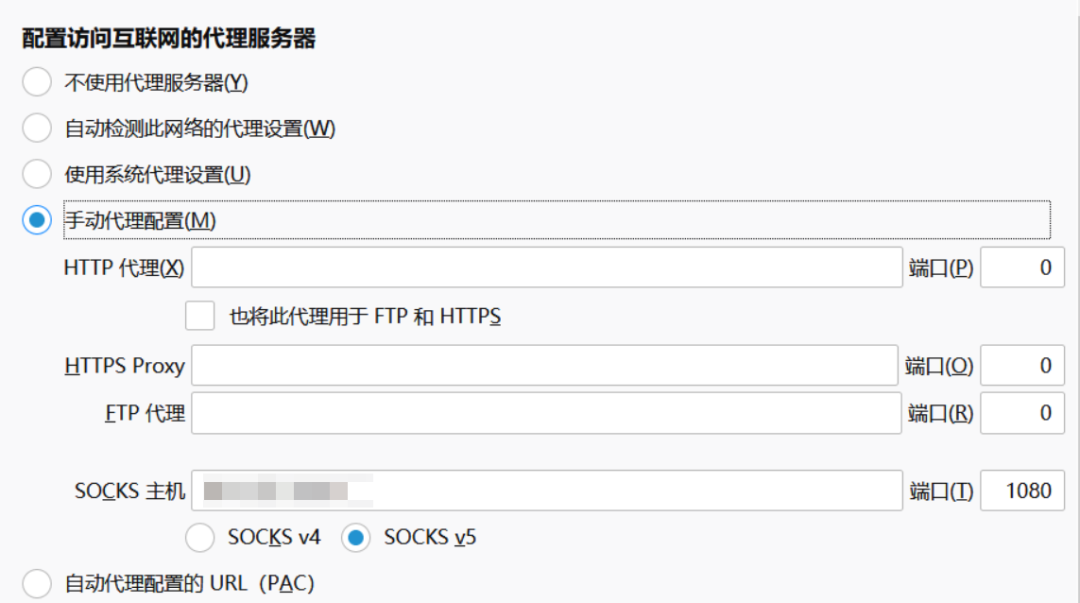 配置访问互联网的代理服务器
不使用代理服务器(Y)
自动检测此网络的代理设置(W)
使用系统代理设置(U)
手动代理配置(M)
HTTP 代理(X) 端口(P) 0
也将此代理用于 FTP 和 HTTPS
HTTPS Proxy 端口(O) 0
FTP 代理 端口(R) 0
SOCKS 主机 端口(T) 1080
SOCKS v4 SOCKS v5
自动代理配置的 URL（PAC）